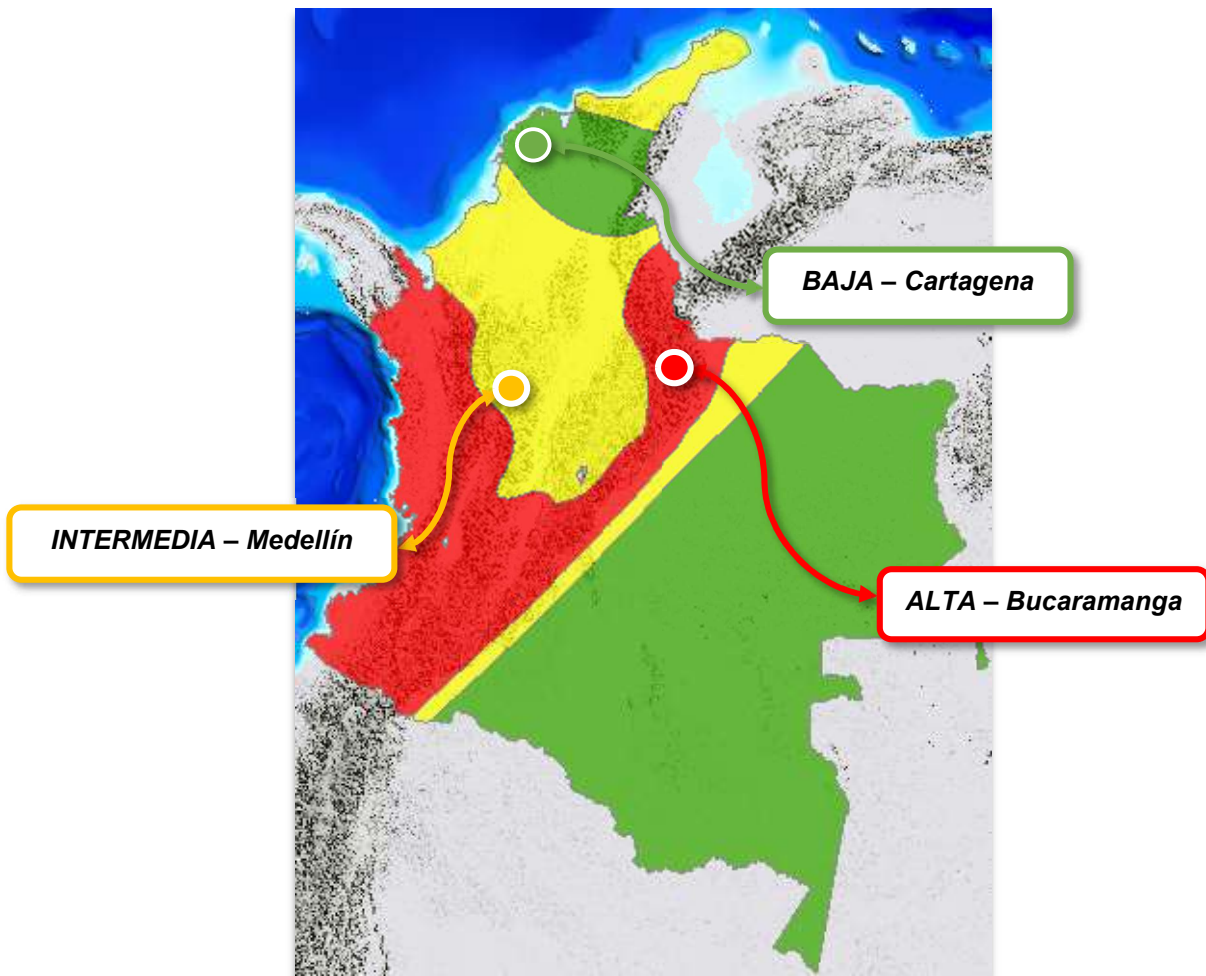 BAJA – Cartagena
INTERMEDIA – Medellín
ALTA – Bucaramanga